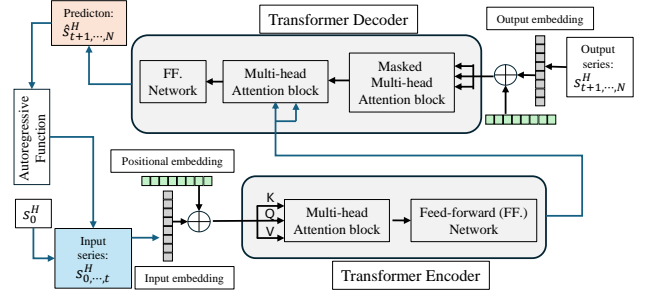 Predicton:
Ŝ^H_{t+1,⋯,N}
Transformer Decoder
Output embedding
FF.
Network
Multi-head
Attention block
Masked
Multi-head
Attention block
Output
series:
S^H_{t+1,⋯,N}
Autoregressive
Function
Positional embedding
S^H_0
Input
series:
S^H_{0,⋯,t}
K
Q
V
Multi-head
Attention block
Feed-forward (FF.)
Network
Input embedding
Transformer Encoder